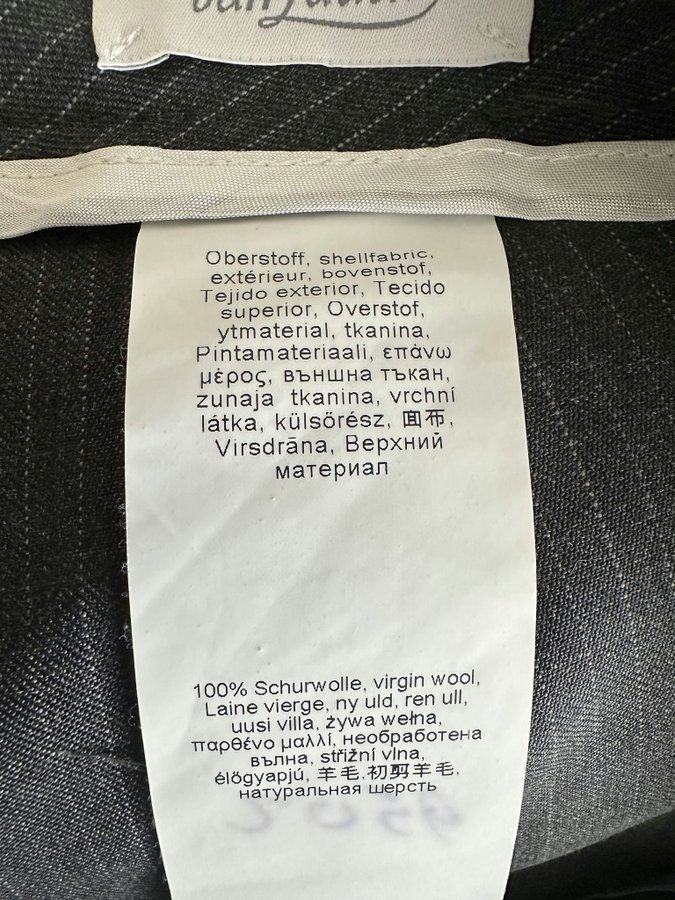 Oberstoff, shellfabric,
extérieur, bovenstof,
Tejido exterior, Tecido
superior, Overstof,
ytmaterial, tkanina,
Pintamateriaali, επάνω
μέρος, външна тъкан,
zunaja tkanina, vrchní
látka, külsörész, 面布,
Virsdrāna, Верхний
материал
100% Schurwolle, virgin wool,
Laine vierge, ny uld, ren ull,
uusi villa, żywa wełna,
παρθένο μαλλί, необработена
вълна, střižní vlna,
élögyapjú, 羊毛,初剪羊毛,
натуральная шерсть